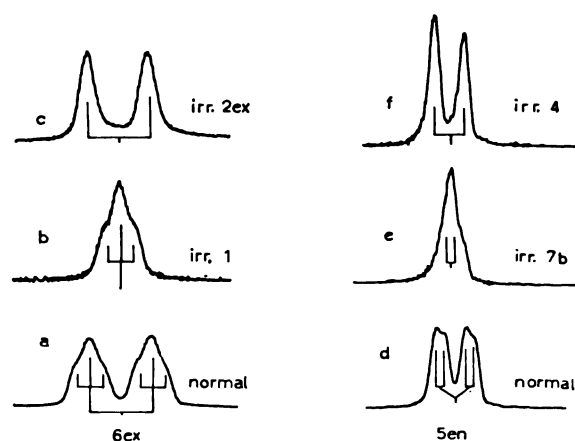 c irr. 2ex
f irr. 4
b irr. 1
e irr. 7b
a normal
d normal
6ex
5en